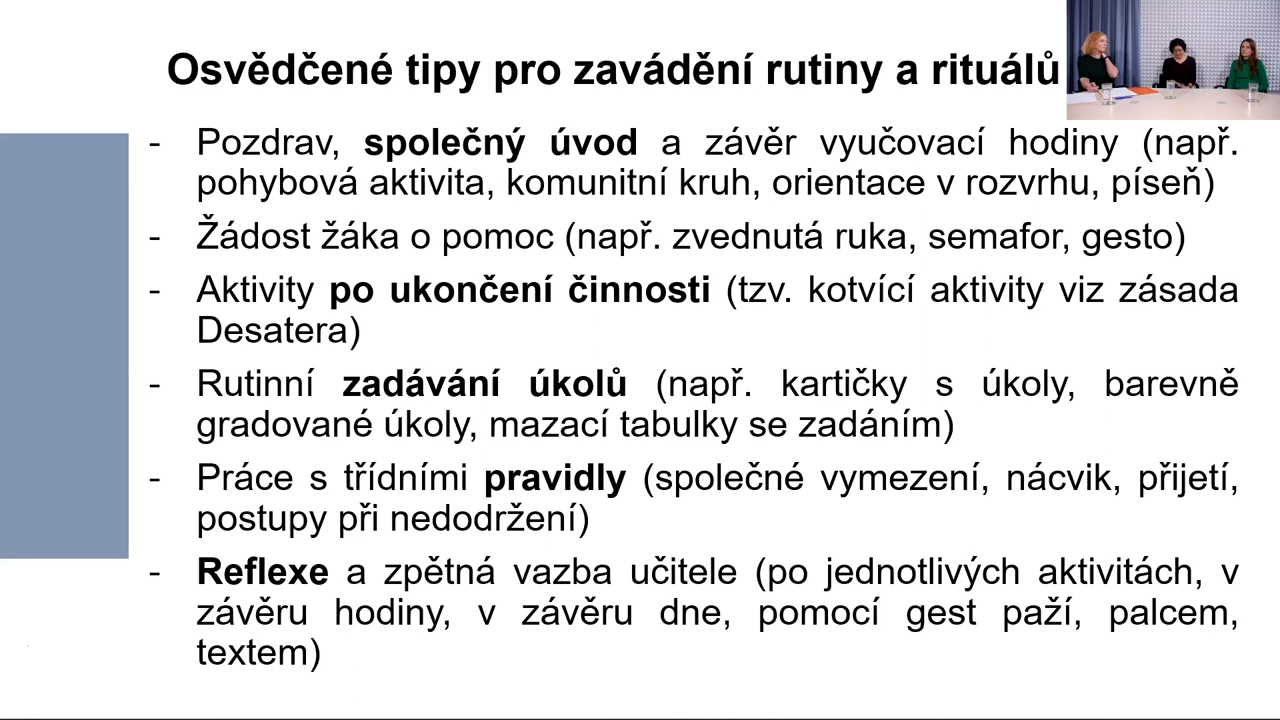 Osvědčené tipy pro zavádění rutiny a rituálů
- Pozdrav, společný úvod a závěr vyučovací hodiny (např.
pohybová aktivita, komunitní kruh, orientace v rozvrhu, píseň)
- Žádost žáka o pomoc (např. zvednutá ruka, semafor, gesto)
- Aktivity po ukončení činnosti (tzv. kotvící aktivity viz zásada
Desatera)
- Rutinní zadávání úkolů (např. kartičky s úkoly, barevně
gradované úkoly, mazací tabulky se zadáním)
- Práce s třídními pravidly (společné vymezení, nácvik, přijetí,
postupy při nedodržení)
- Reflexe a zpětná vazba učitele (po jednotlivých aktivitách, v
závěru hodiny, v závěru dne, pomocí gest paží, palcem,
textem)